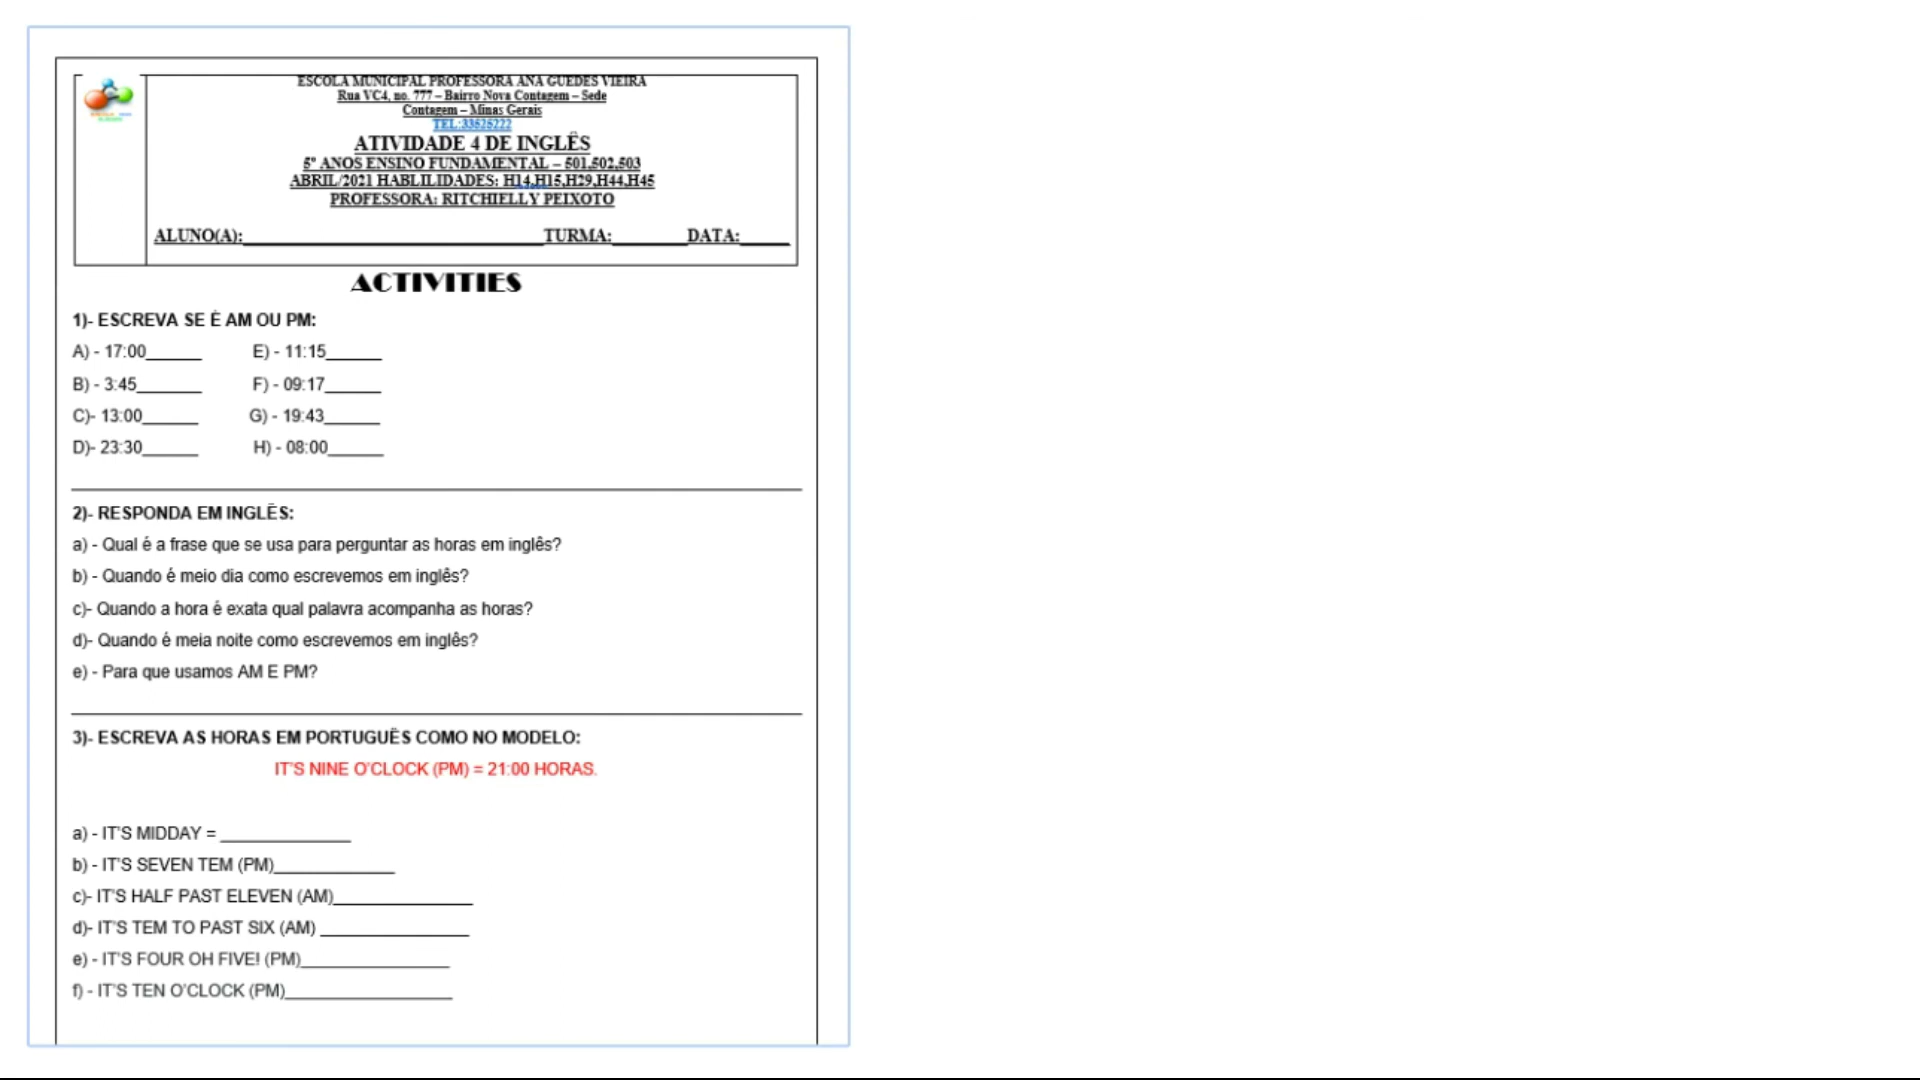 ESCOLA MUNICIPAL PROFESSORA ANA GUEDES VIEIRA
Rua VC4, no. 777 – Bairro Nova Contagem – Sede
Contagem – Minas Gerais
TEL:33626222
ATIVIDADE 4 DE INGLÊS
5º ANOS ENSINO FUNDAMENTAL – 501,502,503
ABRIL/2021 HABLILIDADES: H14,H15,H29,H44,H45
PROFESSORA: RITCHIELLY PEIXOTO
ALUNO(A):______________________________TURMA:________DATA:_____
ACTIVITIES
1)- ESCREVA SE É AM OU PM:
A) - 17:00______ E) - 11:15______
B) - 3:45_______ F) - 09:17______
C)- 13:00______ G) - 19:43______
D)- 23:30______ H) - 08:00______
2)- RESPONDA EM INGLÊS:
a) - Qual é a frase que se usa para perguntar as horas em inglês?
b) - Quando é meio dia como escrevemos em inglês?
c)- Quando a hora é exata qual palavra acompanha as horas?
d)- Quando é meia noite como escrevemos em inglês?
e) - Para que usamos AM E PM?
3)- ESCREVA AS HORAS EM PORTUGUÊS COMO NO MODELO:
IT'S NINE O'CLOCK (PM) = 21:00 HORAS.
a) - IT'S MIDDAY = ______________
b) - IT'S SEVEN TEM (PM)_____________
c)- IT'S HALF PAST ELEVEN (AM)_______________
d)- IT'S TEM TO PAST SIX (AM) ________________
e) - IT'S FOUR OH FIVE! (PM)________________
f) - IT'S TEN O'CLOCK (PM)__________________